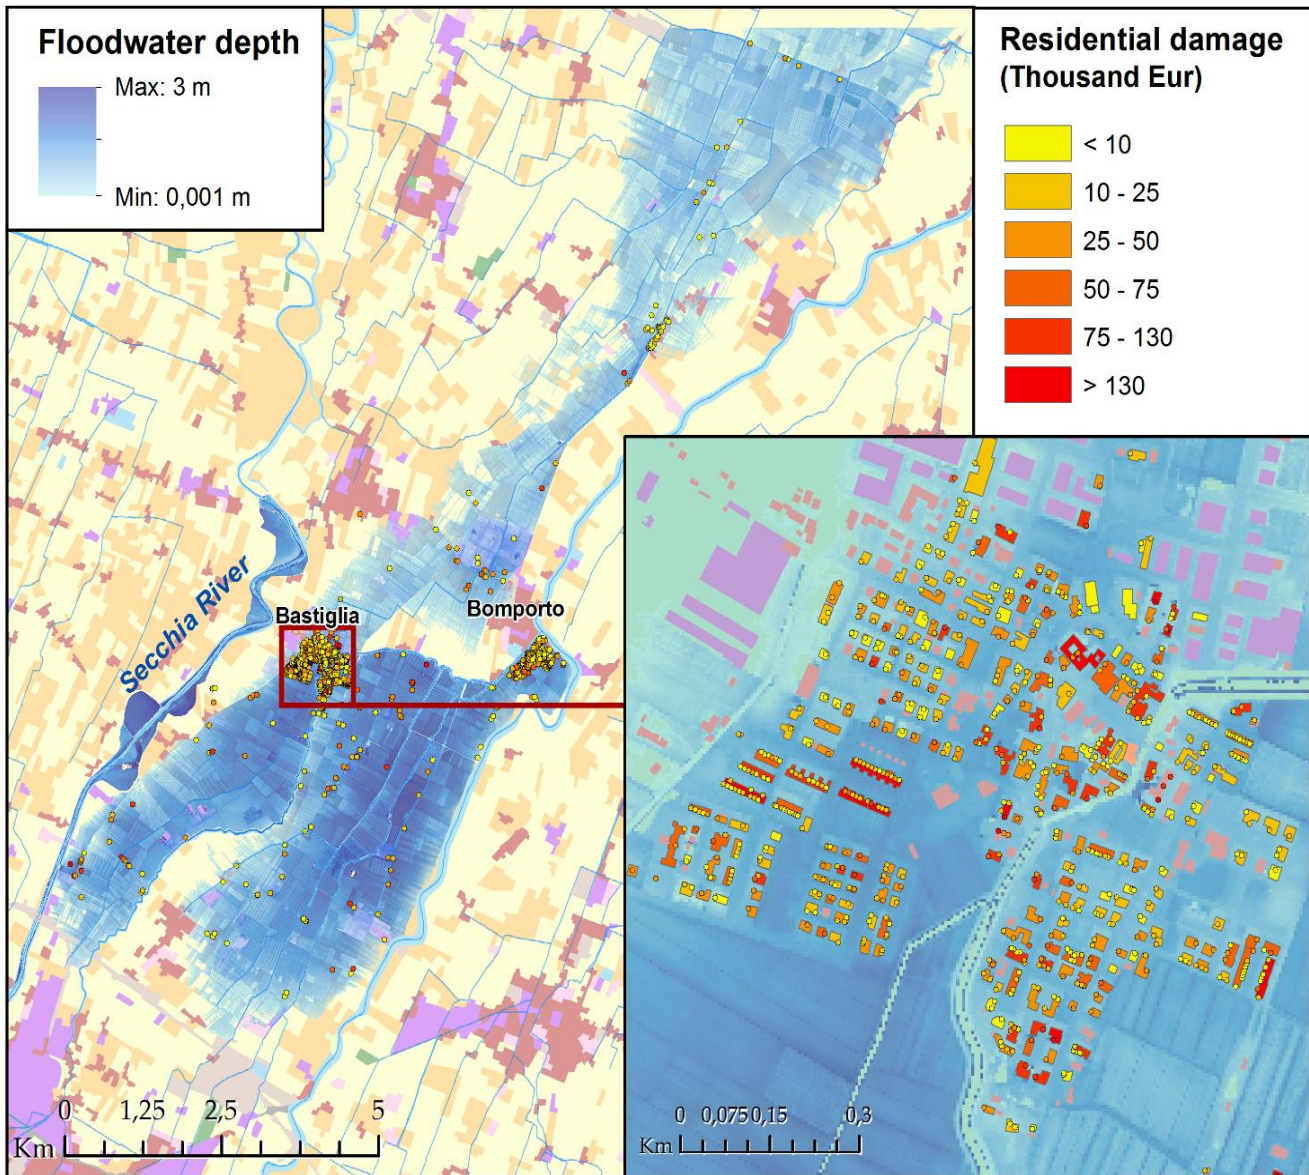 Floodwater depth
Max: 3 m
Min: 0,001 m
Residential damage
(Thousand Eur)
< 10
10 - 25
25 - 50
50 - 75
75 - 130
> 130
Secchia River
Bastiglia
Bomporto
0 1,25 2,5 5
Km
0 0,075 0,15 0,3
Km